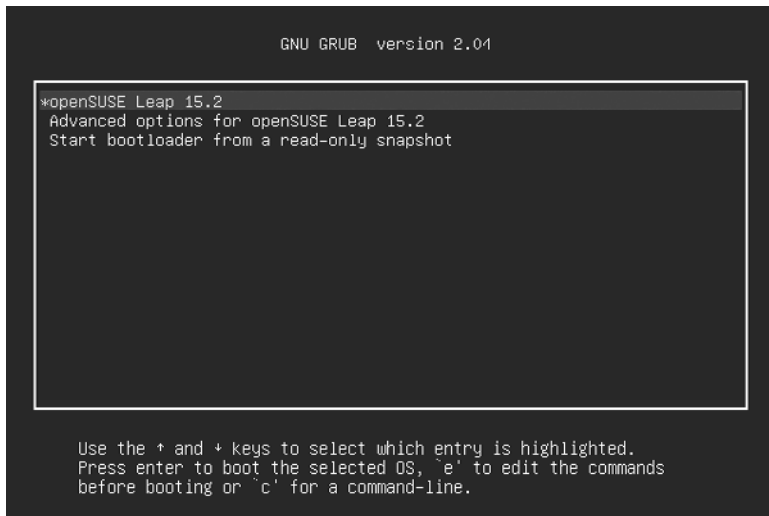 GNU GRUB  version 2.04
*openSUSE Leap 15.2
Advanced options for openSUSE Leap 15.2
Start bootloader from a read-only snapshot
Use the ↑ and ↓ keys to select which entry is highlighted.
Press enter to boot the selected OS, `e' to edit the commands
before booting or `c' for a command-line.